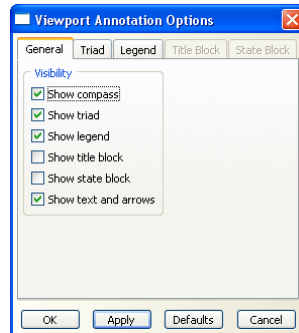 Viewport Annotation Options
General Triad Legend Title Block State Block
Visibility
Show compass
Show triad
Show legend
Show title block
Show state block
Show text and arrows
OK Apply Defaults Cancel